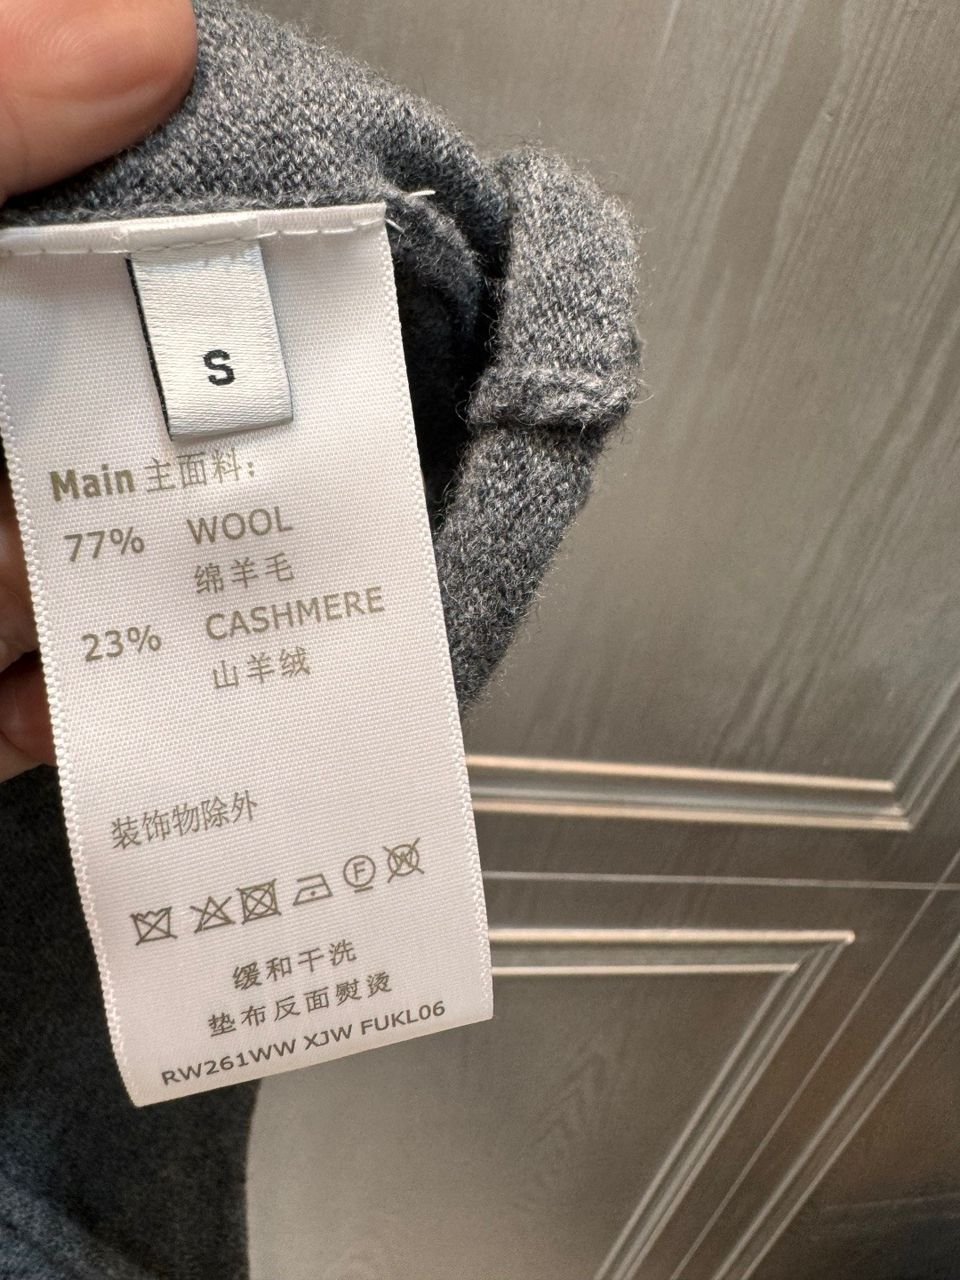 S
Main 主面料：
77% WOOL
绵羊毛
23% CASHMERE
山羊绒
装饰物除外
F W
缓和干洗
垫布反面熨烫
RW261WW XJW FUKL06